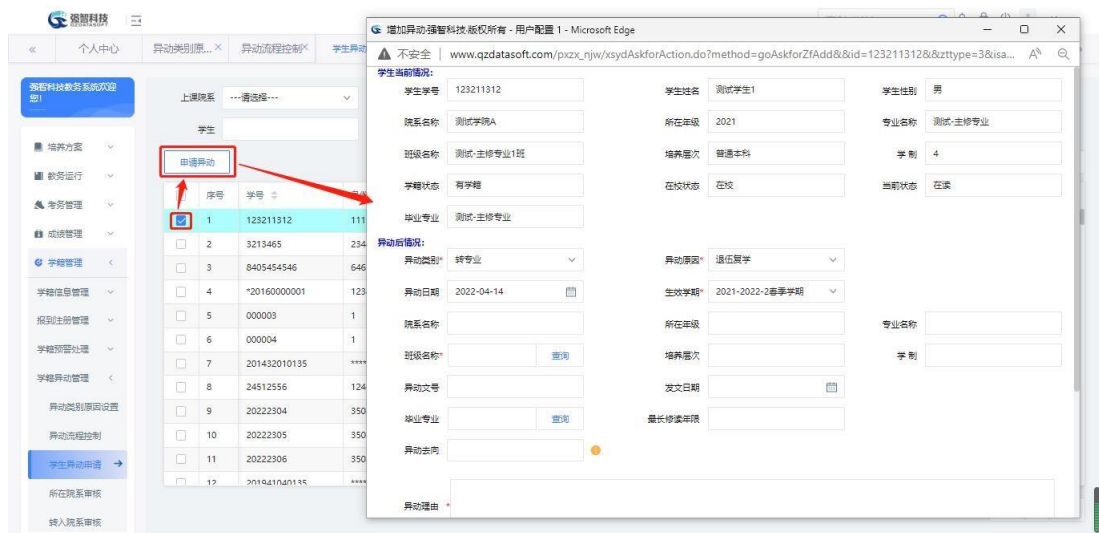 强智科技
QZDATASOFT
« 个人中心 异动类别原...× 异动流程控制× 学生异动
强智科技教务系统欢迎
您!
培养方案
教务运行
考务管理
成绩管理
学籍管理
学籍信息管理
报到注册管理
学籍预警处理
学籍异动管理
异动类别原因设置
异动流程控制
学生异动申请 →
所在院系审核
转入院系审核
上课院系 ---请选择---
学生
申请异动
序号 学号
1 123211312 111
2 3213465 234
3 8405454546 646
4 *20160000001 123
5 000003 1
6 000004 1
7 201432010135 ****
8 24512556 124
9 20222304 350
10 20222305 350
11 20222306 350
12 201941040135 ****
增加异动-强智科技-版权所有 - 用户配置 1 - Microsoft Edge
不安全 | www.qzdatasoft.com/pxzx_njw/xsydAskforAction.do?method=goAskforZfAdd&&id=123211312&&zttype=3&isa...
学生当前情况:
学生学号 123211312 学生姓名 测试学生1 学生性别 男
院系名称 测试学院A 所在年级 2021 专业名称 测试-主修专业
班级名称 测试-主修专业1班 培养层次 普通本科 学 制 4
学籍状态 有学籍 在校状态 在校 当前状态 在读
毕业专业 测试-主修专业
异动后情况:
异动类别* 转专业 异动原因* 退伍复学
异动日期 2022-04-14 生效学期* 2021-2022-2春季学期
院系名称 所在年级 专业名称
班级名称* 查询 培养层次 学 制
异动文号 发文日期
毕业专业 查询 最长修读年限
异动去向
异动理由 *